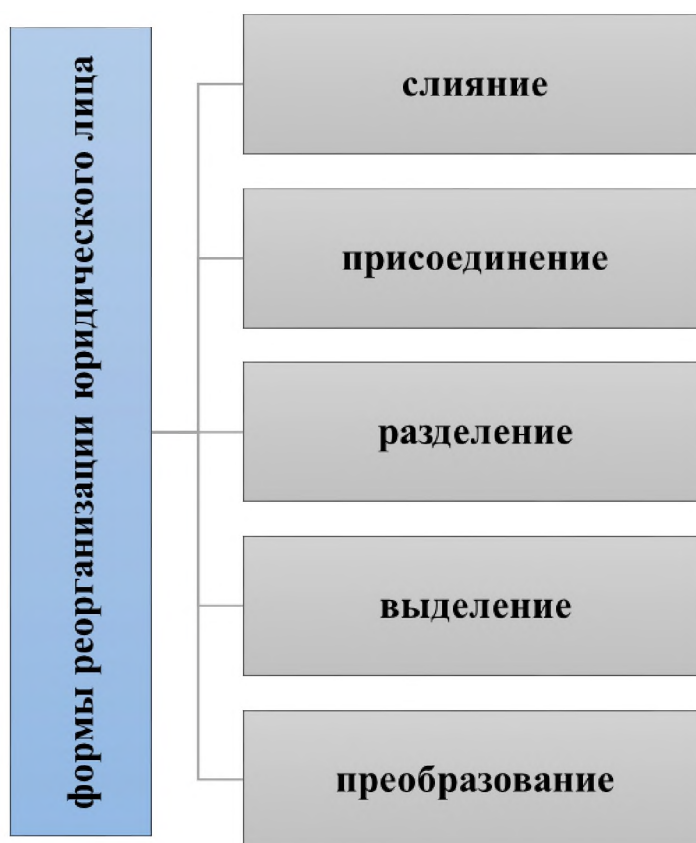 формы реорганизации юридического лица
слияние
присоединение
разделение
выделение
преобразование